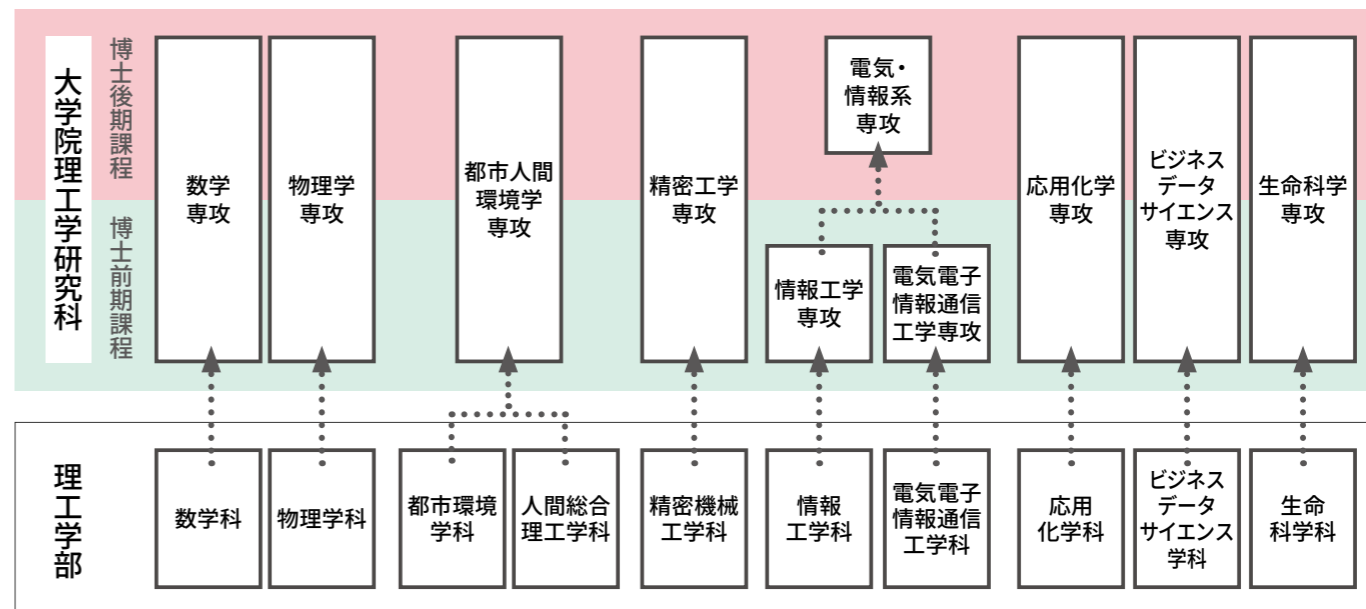 大学院理工学研究科
博士後期課程
博士前期課程
数学
専攻
物理学
専攻
都市人間
環境学専攻
精密工学
専攻
電気・
情報系
専攻
情報工学
専攻
電気電子
情報通信
工学専攻
応用化学
専攻
ビジネス
データ
サイエンス
専攻
生命科学
専攻
理工学部
数学科
物理学科
都市環境
学科
人間総合
理工学科
精密機械
工学科
情報
工学科
電気電子
情報通信
工学科
応用
化学科
ビジネス
データ
サイエンス
学科
生命
科学科